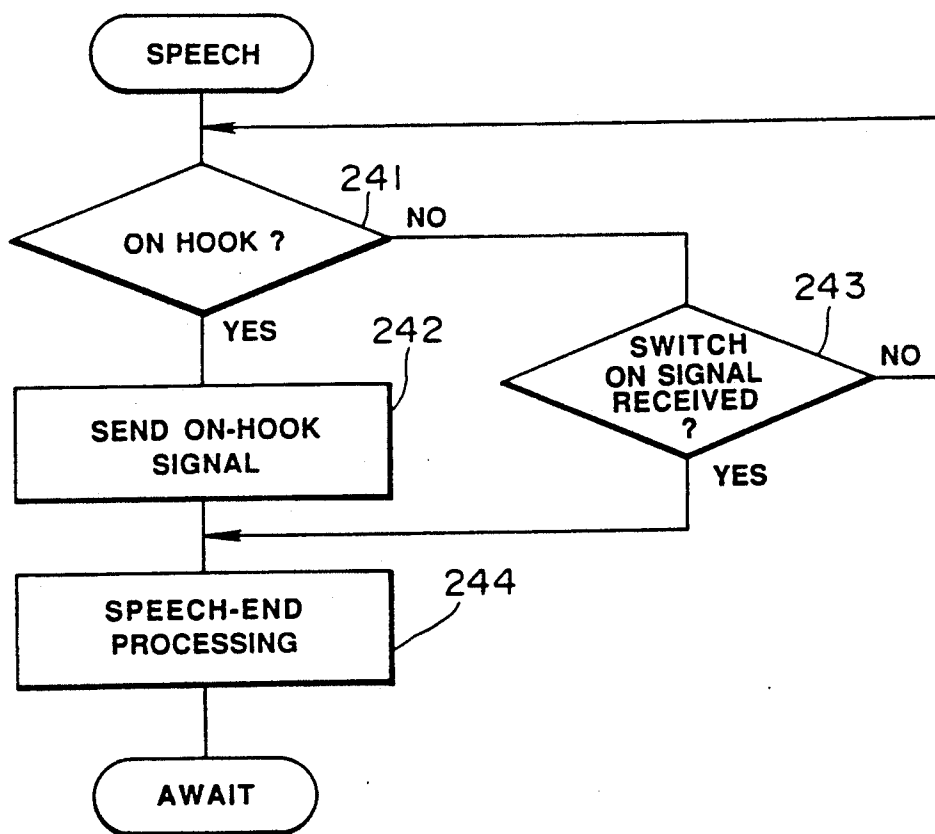 SPEECH
241
ON HOOK ?
NO
YES
242
243
SWITCH
ON SIGNAL
RECEIVED
?
NO
YES
SEND ON-HOOK
SIGNAL
244
SPEECH-END
PROCESSING
AWAIT